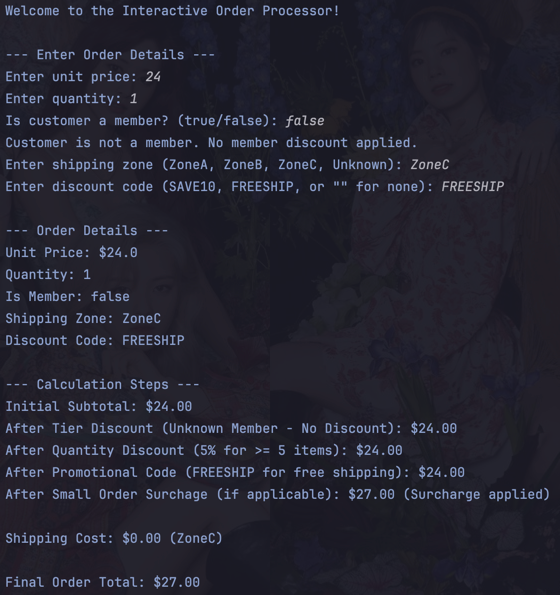 Welcome to the Interactive Order Processor!
--- Enter Order Details ---
Enter unit price: 24
Enter quantity: 1
Is customer a member? (true/false): false
Customer is not a member. No member discount applied.
Enter shipping zone (ZoneA, ZoneB, ZoneC, Unknown): ZoneC
Enter discount code (SAVE10, FREESHIP, or "" for none): FREESHIP
--- Order Details ---
Unit Price: $24.0
Quantity: 1
Is Member: false
Shipping Zone: ZoneC
Discount Code: FREESHIP
--- Calculation Steps ---
Initial Subtotal: $24.00
After Tier Discount (Unknown Member - No Discount): $24.00
After Quantity Discount (5% for >= 5 items): $24.00
After Promotional Code (FREESHIP for free shipping): $24.00
After Small Order Surchage (if applicable): $27.00 (Surcharge applied)
Shipping Cost: $0.00 (ZoneC)
Final Order Total: $27.00